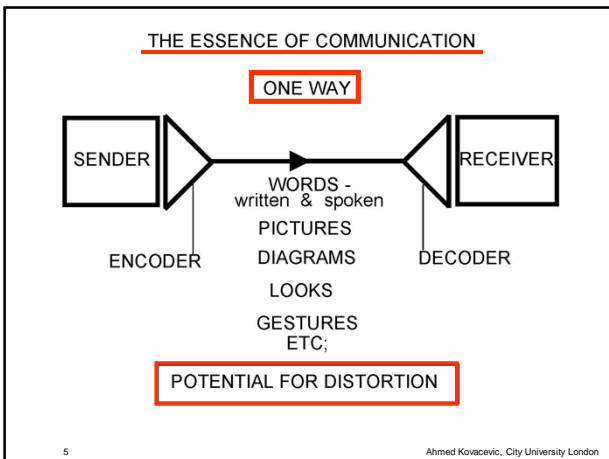 THE ESSENCE OF COMMUNICATION
ONE WAY
SENDER
RECEIVER
WORDS -
written & spoken
PICTURES
ENCODER
DIAGRAMS
DECODER
LOOKS
GESTURES
ETC;
POTENTIAL FOR DISTORTION
5
Ahmed Kovacevic, City University London